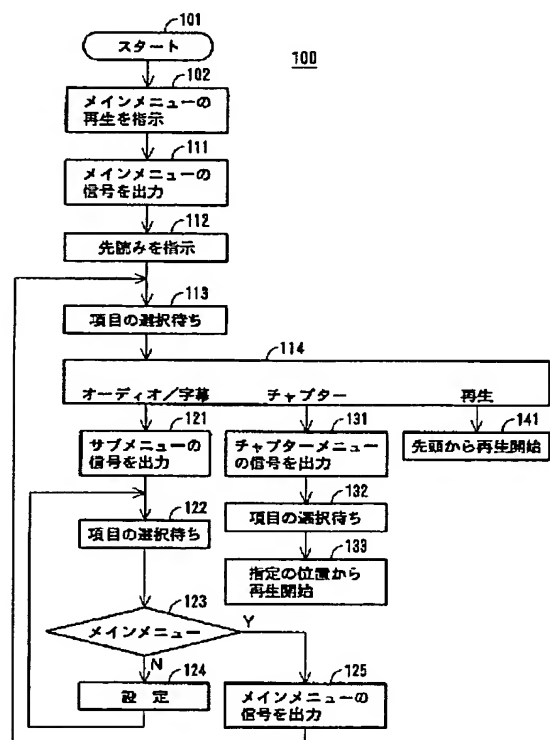 101
スタート
100
102
メインメニューの
再生を指示
111
メインメニューの
信号を出力
112
先読みを指示
113
項目の選択待ち
114
オーディオ/字幕
チャプター
再生
121
サブメニューの
信号を出力
131
チャプターメニュー
の信号を出力
141
先頭から再生開始
122
項目の選択待ち
132
項目の選択待ち
133
指定の位置から
再生開始
123
メインメニュー
Y
N
124
設 定
125
メインメニューの
信号を出力